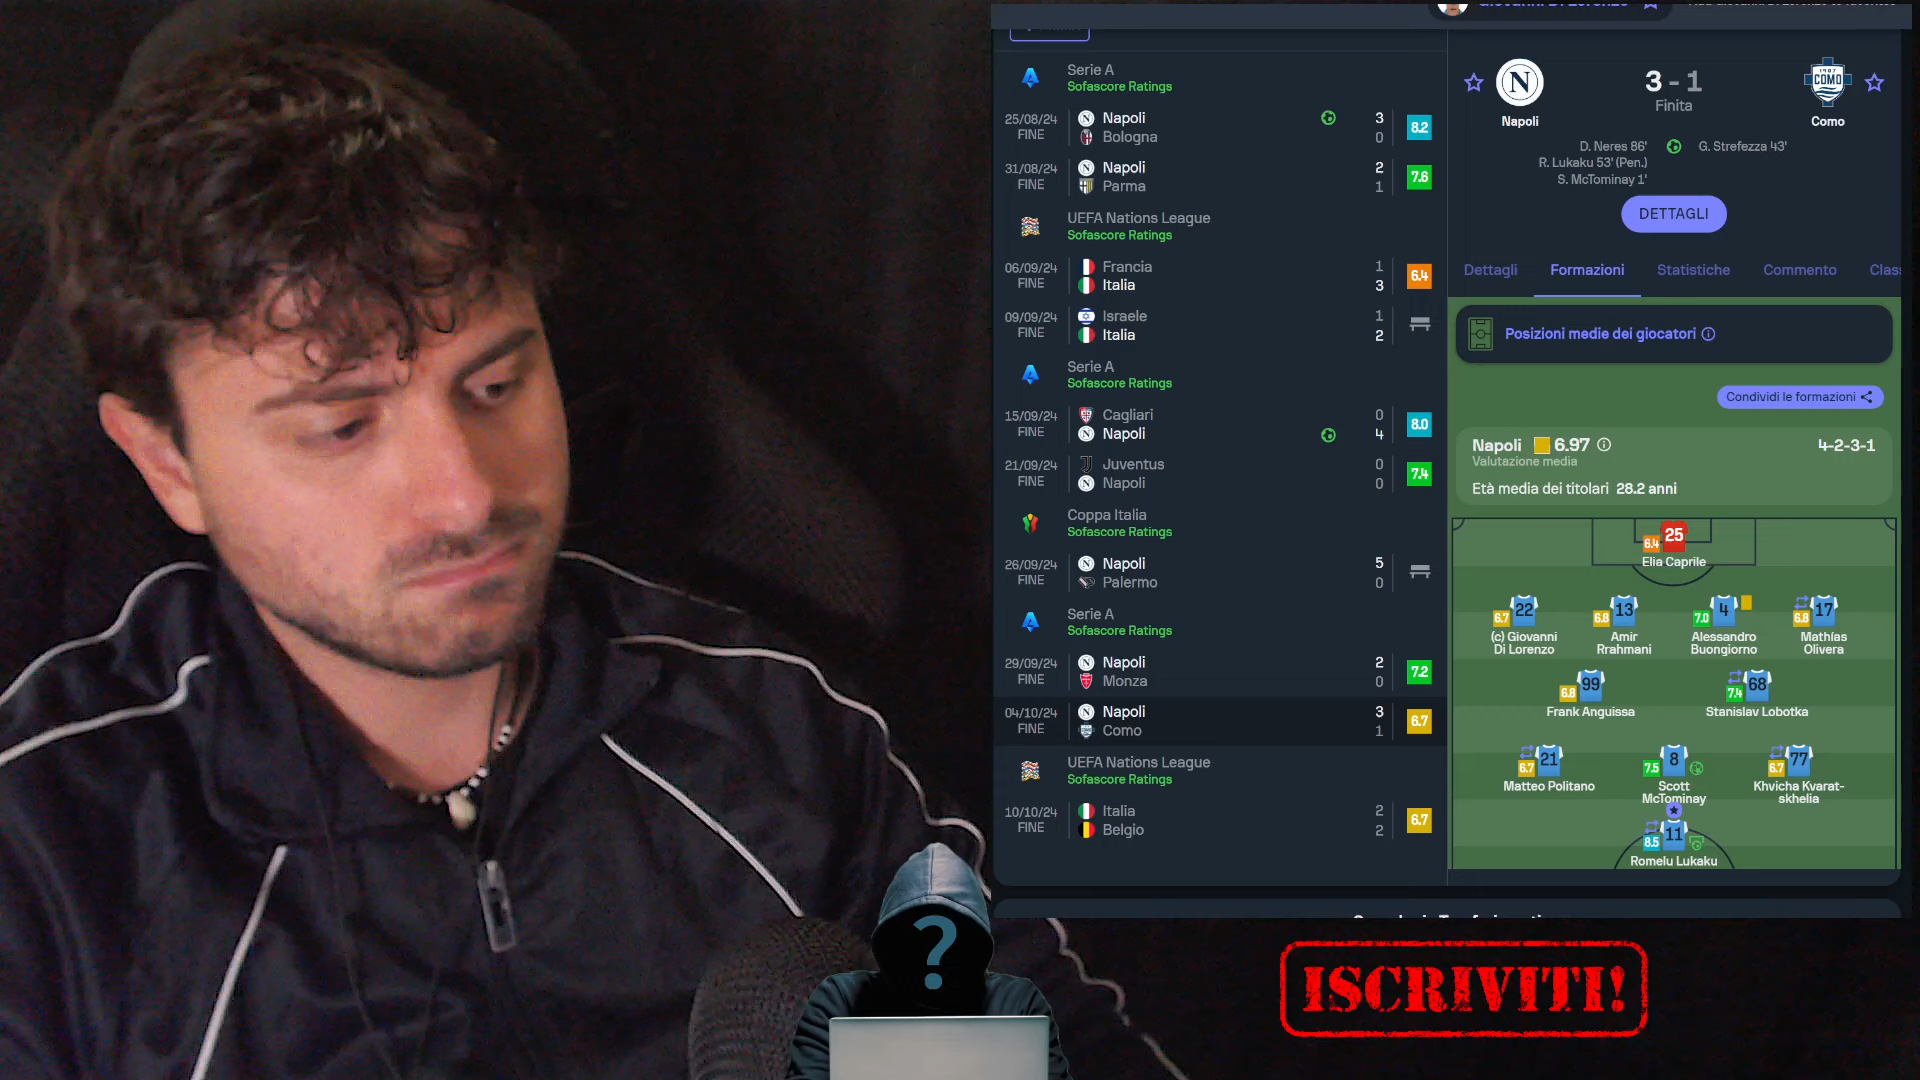 Serie A
Sofascore Ratings
25/08/24
FINE
Napoli 3
Bologna 0
8.2
31/08/24
FINE
Napoli 2
Parma 1
7.6
UEFA Nations League
Sofascore Ratings
06/09/24
FINE
Francia 1
Italia 3
6.4
09/09/24
FINE
Israele 1
Italia 2
Serie A
Sofascore Ratings
15/09/24
FINE
Cagliari 0
Napoli 4
8.0
21/09/24
FINE
Juventus 0
Napoli 0
7.4
Coppa Italia
Sofascore Ratings
26/09/24
FINE
Napoli 5
Palermo 0
Serie A
Sofascore Ratings
29/09/24
FINE
Napoli 2
Monza 0
7.2
04/10/24
FINE
Napoli 3
Como 1
6.7
UEFA Nations League
Sofascore Ratings
10/10/24
FINE
Italia 2
Belgio 2
6.7
N
3 - 1
1907
COMO
Finita
Napoli
Como
D. Neres 86'
G. Strefezza 43'
R. Lukaku 53' (Pen.)
S. McTominay 1'
DETTAGLI
Dettagli Formazioni Statistiche Commento Clas
Posizioni medie dei giocatori
Condividi le formazioni
Napoli 6.97 4-2-3-1
Valutazione media
Età media dei titolari 28.2 anni
25
6.4
Elia Caprile
22 13 4 17
6.7 6.8 7.0 6.8
(c) Giovanni
Di Lorenzo
Amir
Rrahmani
Alessandro
Buongiorno
Mathías
Olivera
99 68
6.8 7.4
Frank Anguissa
Stanislav Lobotka
21 8 77
6.7 7.5 6.7
Matteo Politano
Scott
McTominay
Khvicha Kvarat-
skhelia
11
8.5
Romelu Lukaku
?
ISCRIVITI!